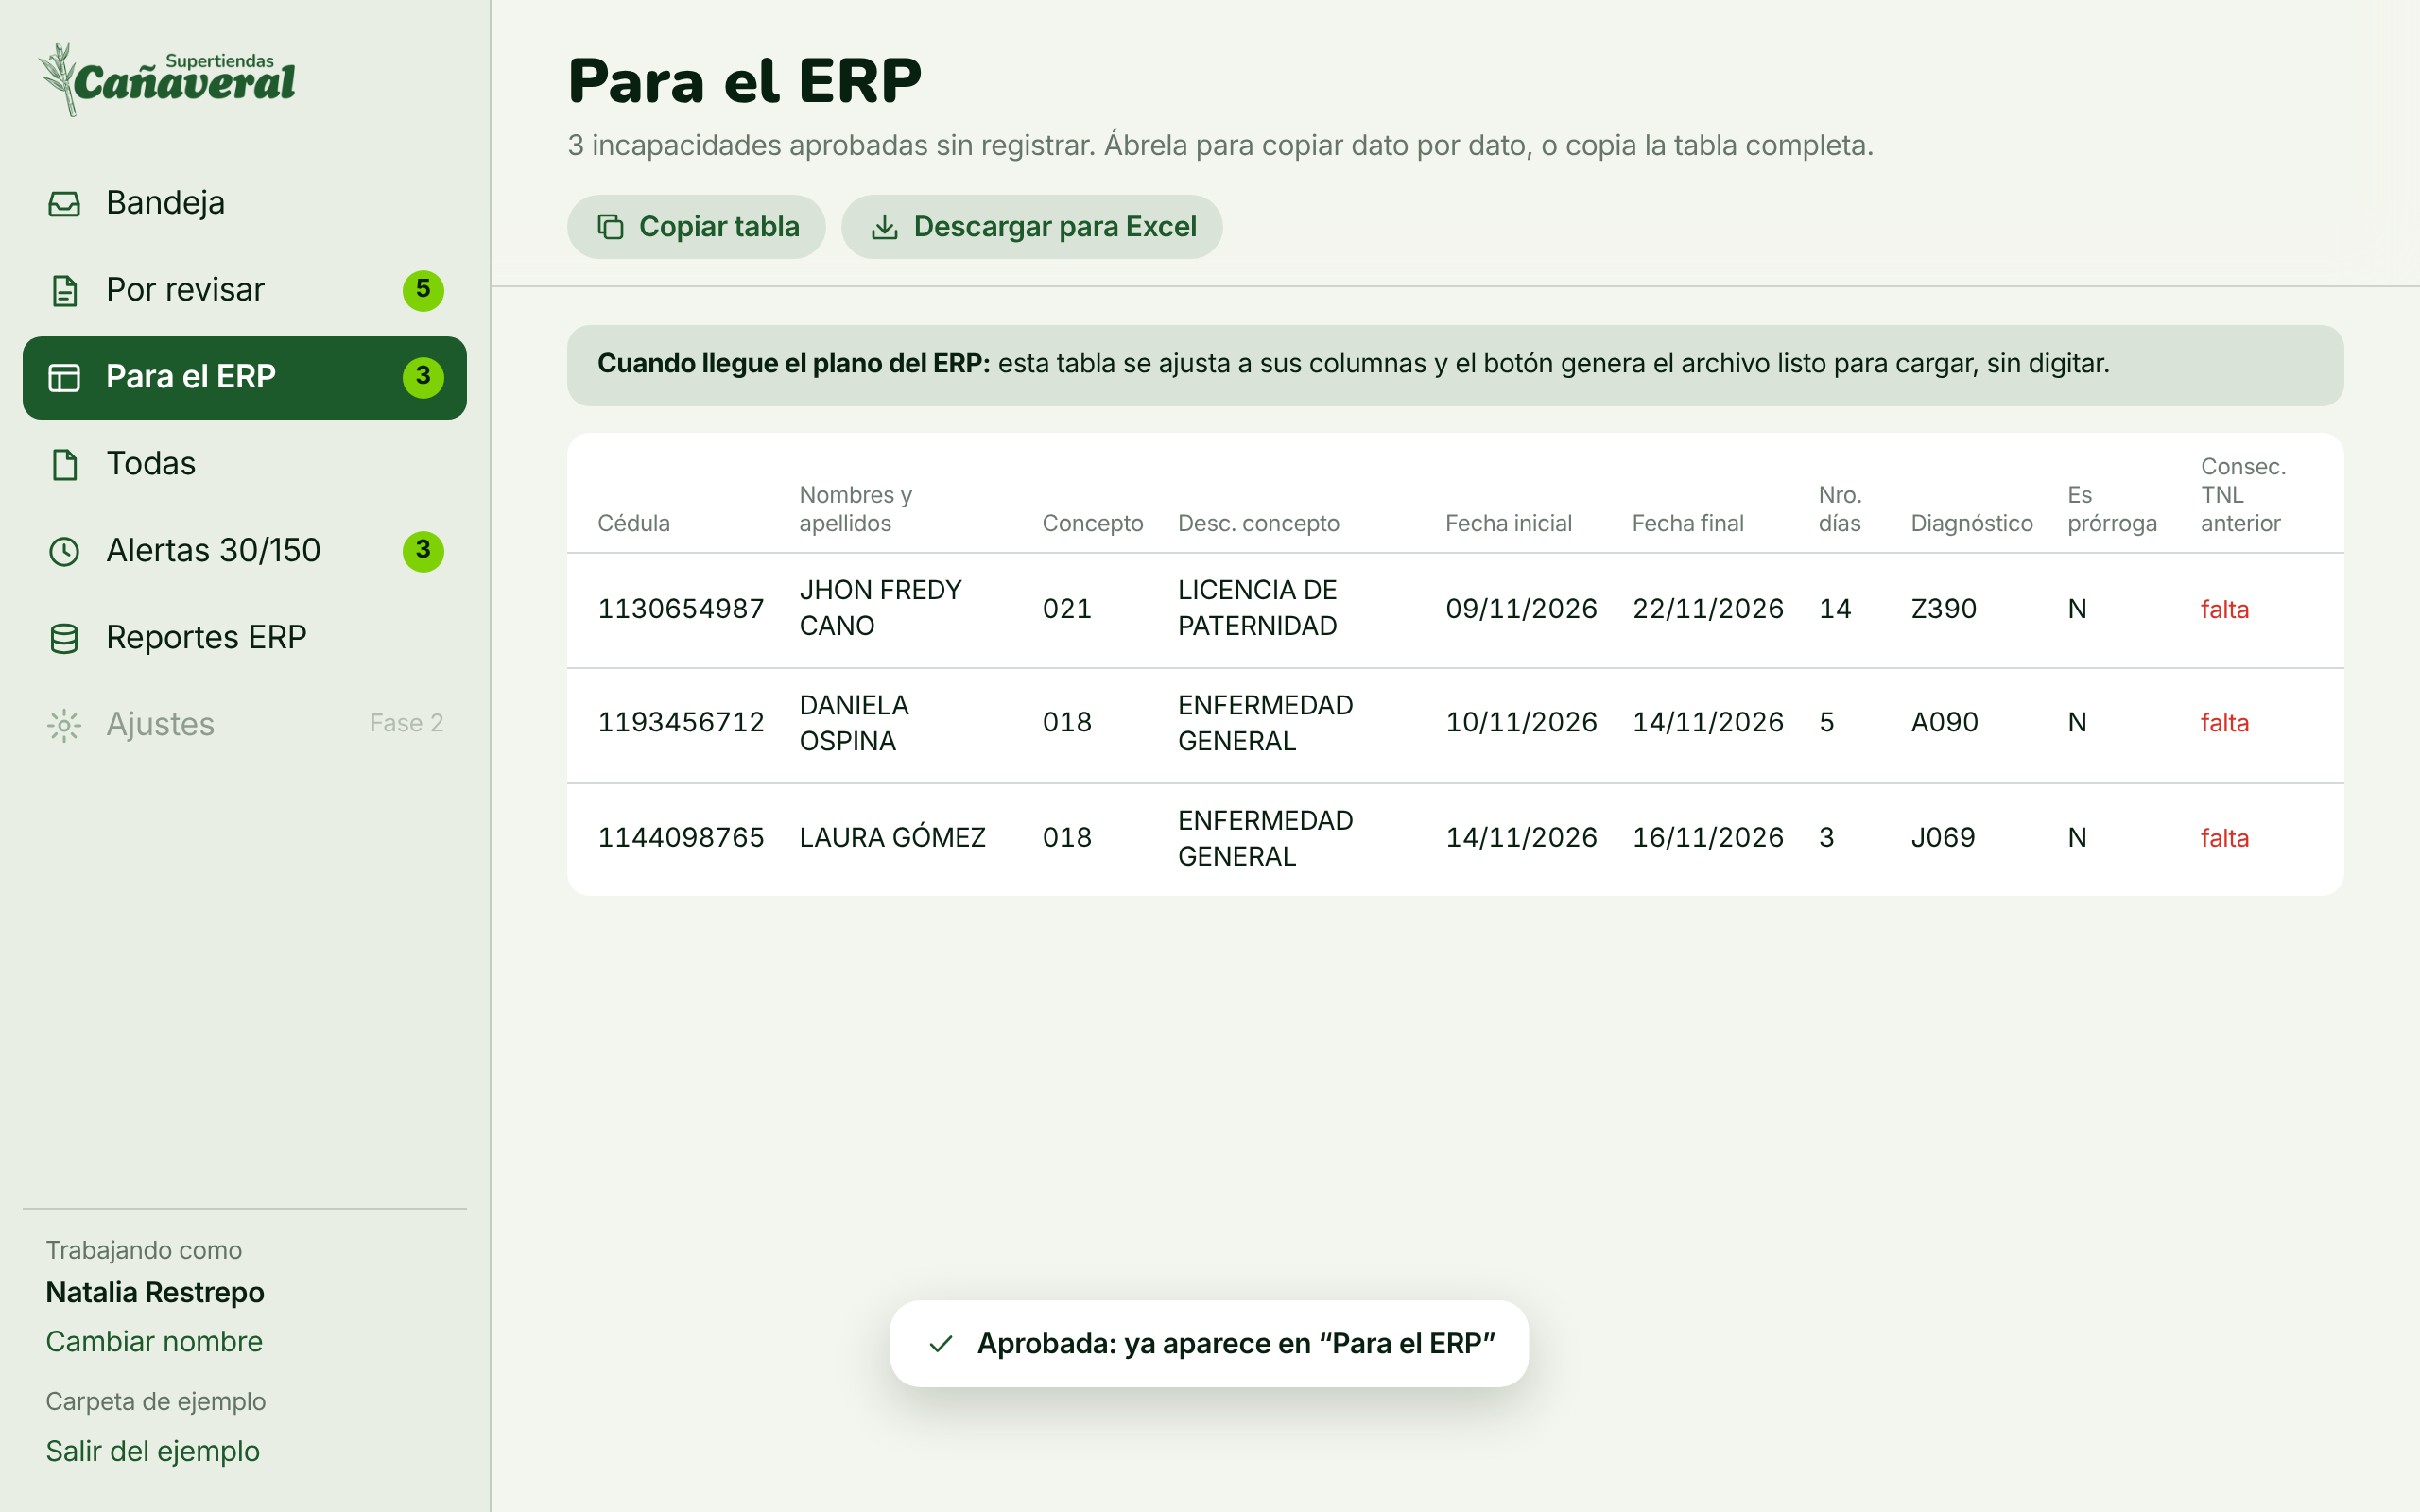 Supertiendas
Cañaveral
Bandeja
Por revisar 5
Para el ERP 3
Todas
Alertas 30/150 3
Reportes ERP
Ajustes Fase 2
Trabajando como
Natalia Restrepo
Cambiar nombre
Carpeta de ejemplo
Salir del ejemplo
Para el ERP
3 incapacidades aprobadas sin registrar. Ábrela para copiar dato por dato, o copia la tabla completa.
Copiar tabla Descargar para Excel
Cuando llegue el plano del ERP: esta tabla se ajusta a sus columnas y el botón genera el archivo listo para cargar, sin digitar.
Cédula Nombres y apellidos Concepto Desc. concepto Fecha inicial Fecha final Nro. días Diagnóstico Es prórroga Consec. TNL anterior
1130654987 JHON FREDY CANO 021 LICENCIA DE PATERNIDAD 09/11/2026 22/11/2026 14 Z390 N falta
1193456712 DANIELA OSPINA 018 ENFERMEDAD GENERAL 10/11/2026 14/11/2026 5 A090 N falta
1144098765 LAURA GÓMEZ 018 ENFERMEDAD GENERAL 14/11/2026 16/11/2026 3 J069 N falta
Aprobada: ya aparece en “Para el ERP”